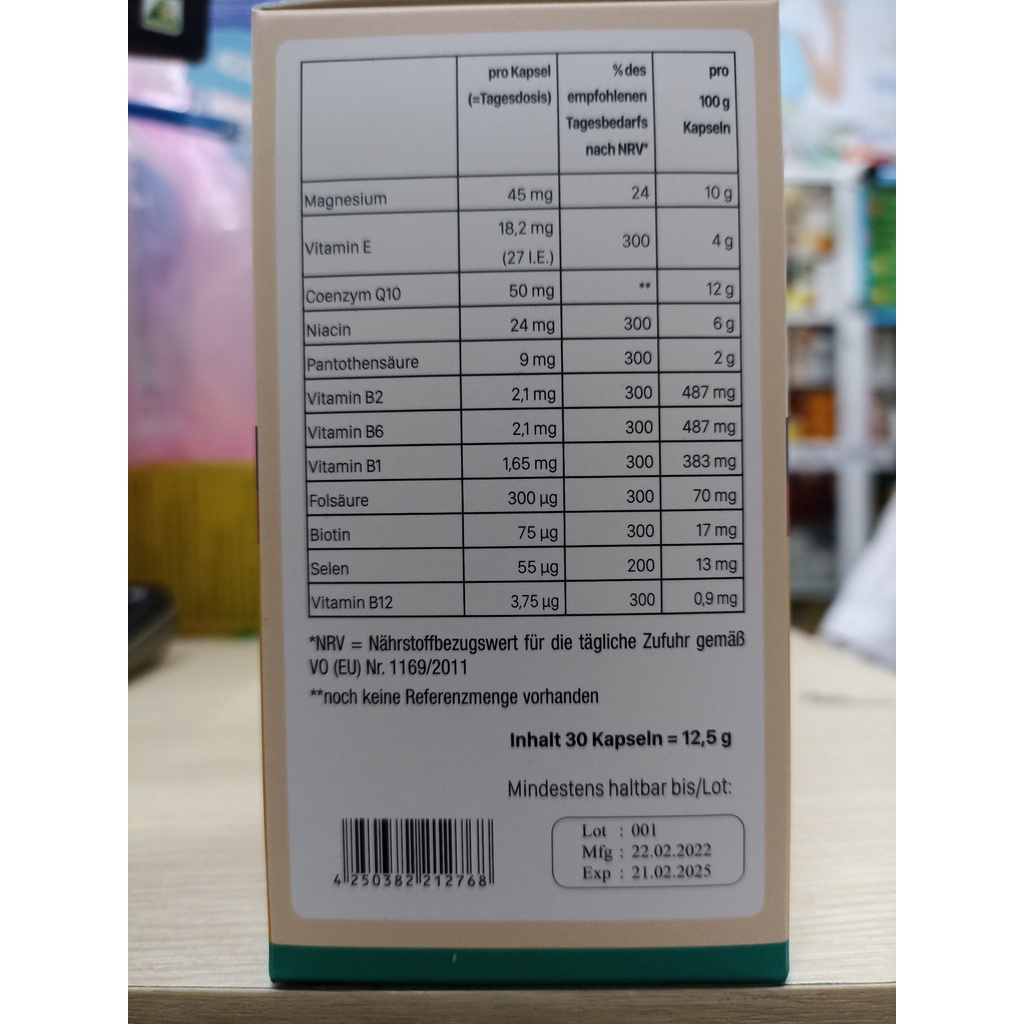 pro Kapsel
(=Tagesdosis)
% des
empfohlenen
Tagesbedarfs
nach NRV*
pro
100 g
Kapseln
Magnesium 45 mg 24 10 g
Vitamin E 18,2 mg (27 I.E.) 300 4 g
Coenzym Q10 50 mg ** 12 g
Niacin 24 mg 300 6 g
Pantothensäure 9 mg 300 2 g
Vitamin B2 2,1 mg 300 487 mg
Vitamin B6 2,1 mg 300 487 mg
Vitamin B1 1,65 mg 300 383 mg
Folsäure 300 µg 300 70 mg
Biotin 75 µg 300 17 mg
Selen 55 µg 200 13 mg
Vitamin B12 3,75 µg 300 0,9 mg
*NRV = Nährstoffbezugswert für die tägliche Zufuhr gemäß
VO (EU) Nr. 1169/2011
**noch keine Referenzmenge vorhanden
Inhalt 30 Kapseln = 12,5 g
Mindestens haltbar bis/Lot:
Lot : 001
Mfg : 22.02.2022
Exp : 21.02.2025
4 250382 212768